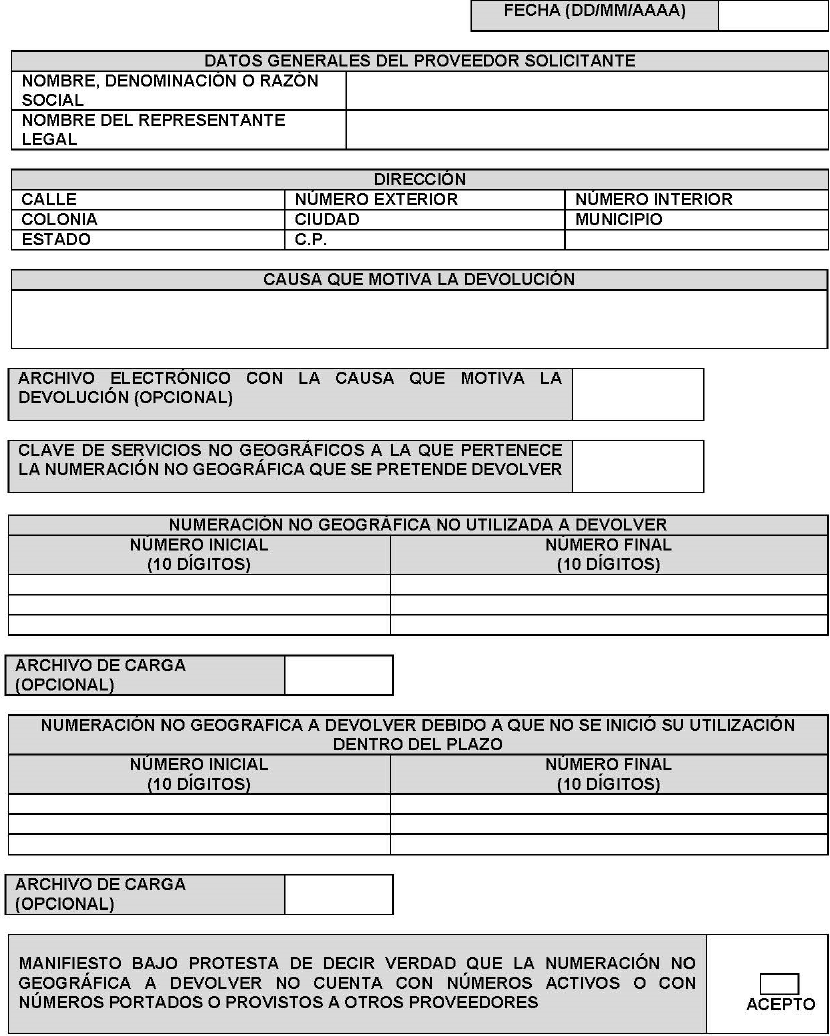 FECHA (DD/MM/AAAA)
DATOS GENERALES DEL PROVEEDOR SOLICITANTE
NOMBRE, DENOMINACIÓN O RAZÓN
SOCIAL
NOMBRE DEL REPRESENTANTE
LEGAL
DIRECCIÓN
CALLE NÚMERO EXTERIOR NÚMERO INTERIOR
COLONIA CIUDAD MUNICIPIO
ESTADO C.P.
CAUSA QUE MOTIVA LA DEVOLUCIÓN
ARCHIVO ELECTRÓNICO CON LA CAUSA QUE MOTIVA LA
DEVOLUCIÓN (OPCIONAL)
CLAVE DE SERVICIOS NO GEOGRÁFICOS A LA QUE PERTENECE
LA NUMERACIÓN NO GEOGRÁFICA QUE SE PRETENDE DEVOLVER
NUMERACIÓN NO GEOGRÁFICA NO UTILIZADA A DEVOLVER
NÚMERO INICIAL NÚMERO FINAL
(10 DÍGITOS) (10 DÍGITOS)
ARCHIVO DE CARGA
(OPCIONAL)
NUMERACIÓN NO GEOGRAFICA A DEVOLVER DEBIDO A QUE NO SE INICIÓ SU UTILIZACIÓN
DENTRO DEL PLAZO
NÚMERO INICIAL NÚMERO FINAL
(10 DÍGITOS) (10 DÍGITOS)
ARCHIVO DE CARGA
(OPCIONAL)
MANIFIESTO BAJO PROTESTA DE DECIR VERDAD QUE LA NUMERACIÓN NO
GEOGRÁFICA A DEVOLVER NO CUENTA CON NÚMEROS ACTIVOS O CON
NÚMEROS PORTADOS O PROVISTOS A OTROS PROVEEDORES
ACEPTO